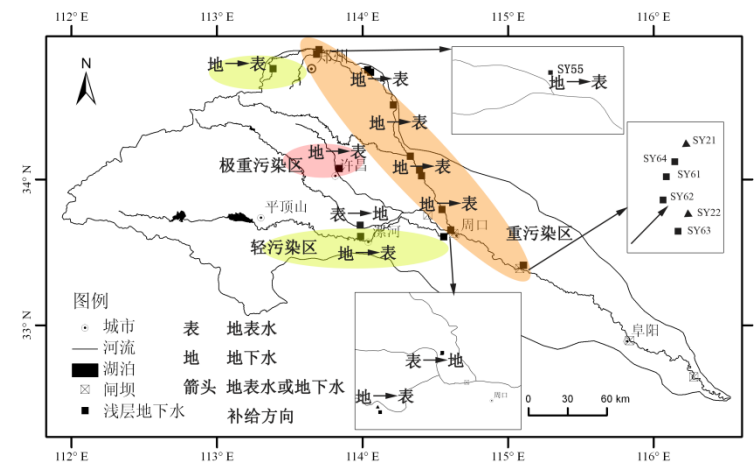 112° E
113° E
114° E
115° E
116° E
N
地→表
郑州
地→表
SY55
地→表
地→表
SY21
SY64
SY61
SY62
SY22
SY63
地→表
许昌
极重污染区
地→表
34° N
平顶山
表→地
地→表
周口
重污染区
漯河
轻污染区
地→表
图例
城市
河流
湖泊
闸坝
浅层地下水
表 地表水
地 地下水
箭头 地表水或地下水
补给方向
33° N
表→地
地→表
周口
阜阳
0 30 60 km
112° E
113° E
114° E
115° E
116° E